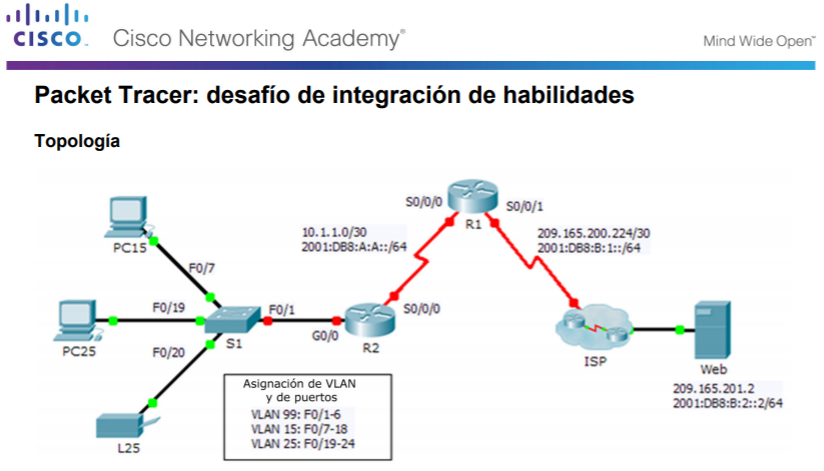 CISCO
Cisco Networking Academy®
Mind Wide Open™
Packet Tracer: desafío de integración de habilidades
Topología
PC15
F0/7
PC25
F0/19
F0/20
L25
S1
F0/1
G0/0
R2
S0/0/0
10.1.1.0/30
2001:DB8:A:A::/64
S0/0/0
R1
S0/0/1
209.165.200.224/30
2001:DB8:B:1::/64
ISP
Web
209.165.201.2
2001:DB8:B:2::2/64
Asignación de VLAN
y de puertos
VLAN 99: F0/1-6
VLAN 15: F0/7-18
VLAN 25: F0/19-24